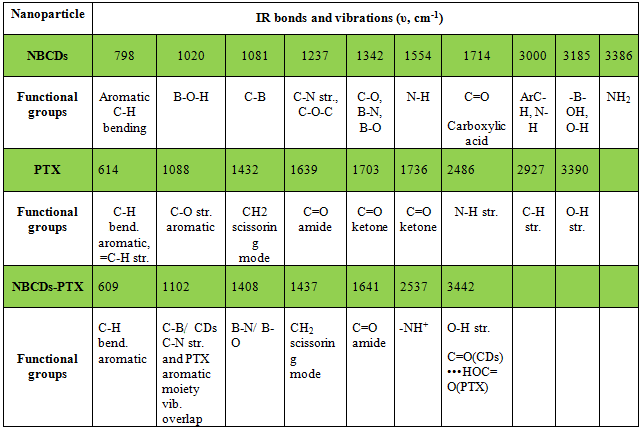 Nanoparticle IR bonds and vibrations (υ, cm-1)
NBCDs 798 1020 1081 1237 1342 1554 1714 3000 3185 3386
Functional groups
Aromatic C-H bending
B-O-H
C-B
C-N str., C-O-C
C-O, B-N, B-O
N-H
C=O Carboxylic acid
ArC-H, N-H
-B-OH, O-H
NH2
PTX 614 1088 1432 1639 1703 1736 2486 2927 3390
Functional groups
C-H bend. aromatic, =C-H str.
C-O str. aromatic
CH2 scissoring mode
C=O amide
C=O ketone
C=O ketone
N-H str.
C-H str.
O-H str.
NBCDs-PTX 609 1102 1408 1437 1641 2537 3442
Functional groups
C-H bend. aromatic
C-B/ CDs C-N str. and PTX aromatic moiety vib. overlap
B-N/ B-O
CH2 scissoring mode
C=O amide
-NH+
O-H str. C=O(CDs) •••HOC=O(PTX)